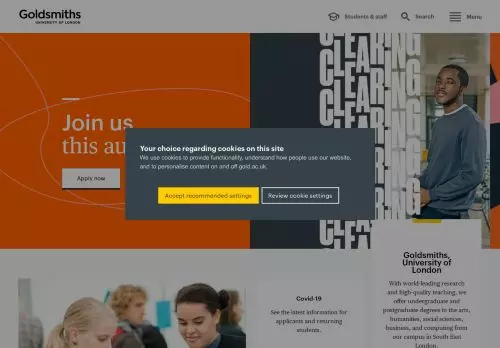 Goldsmiths
UNIVERSITY OF LONDON
Students & staff
Search
Menu
Join us
this au
Apply now
CLEARING
CLEARING
CLEARING
CLEARING
Your choice regarding cookies on this site
We use cookies to provide functionality, understand how people use our website,
and to personalise content on and off gold.ac.uk.
Accept recommended settings
Review cookie settings
Covid-19
See the latest information for
applicants and returning
students.
Goldsmiths,
University of
London
With world-leading research
and high-quality teaching, we
offer undergraduate and
postgraduate degrees in the arts,
humanities, social sciences,
business, and computing from
our campus in South East
London.